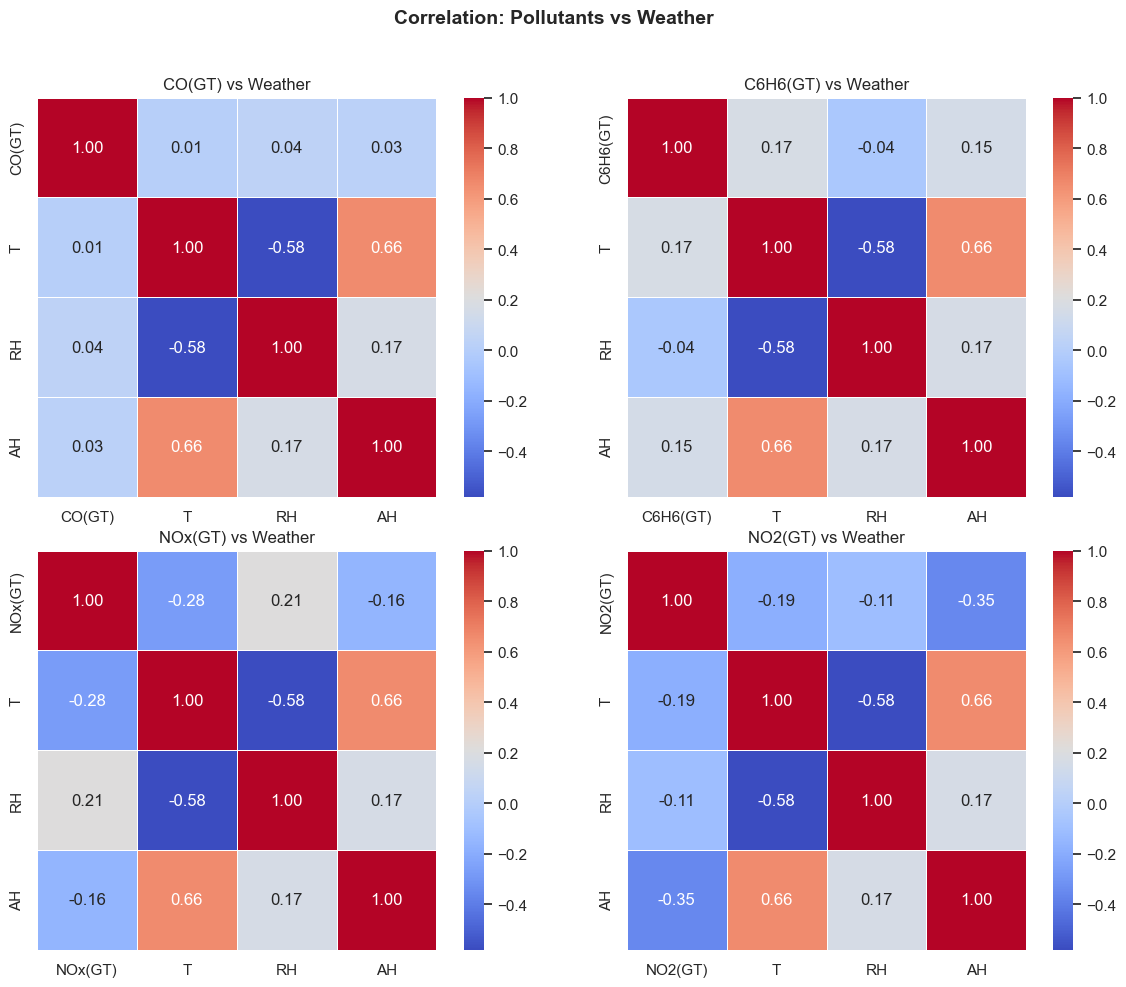 Correlation: Pollutants vs Weather
CO(GT) vs Weather
CO(GT) 1.00 0.01 0.04 0.03
T 0.01 1.00 -0.58 0.66
RH 0.04 -0.58 1.00 0.17
AH 0.03 0.66 0.17 1.00
CO(GT) T RH AH
1.0
0.8
0.6
0.4
0.2
0.0
−0.2
−0.4
C6H6(GT) vs Weather
C6H6(GT) 1.00 0.17 -0.04 0.15
T 0.17 1.00 -0.58 0.66
RH -0.04 -0.58 1.00 0.17
AH 0.15 0.66 0.17 1.00
C6H6(GT) T RH AH
1.0
0.8
0.6
0.4
0.2
0.0
−0.2
−0.4
NOx(GT) vs Weather
NOx(GT) 1.00 -0.28 0.21 -0.16
T -0.28 1.00 -0.58 0.66
RH 0.21 -0.58 1.00 0.17
AH -0.16 0.66 0.17 1.00
NOx(GT) T RH AH
1.0
0.8
0.6
0.4
0.2
0.0
−0.2
−0.4
NO2(GT) vs Weather
NO2(GT) 1.00 -0.19 -0.11 -0.35
T -0.19 1.00 -0.58 0.66
RH -0.11 -0.58 1.00 0.17
AH -0.35 0.66 0.17 1.00
NO2(GT) T RH AH
1.0
0.8
0.6
0.4
0.2
0.0
−0.2
−0.4